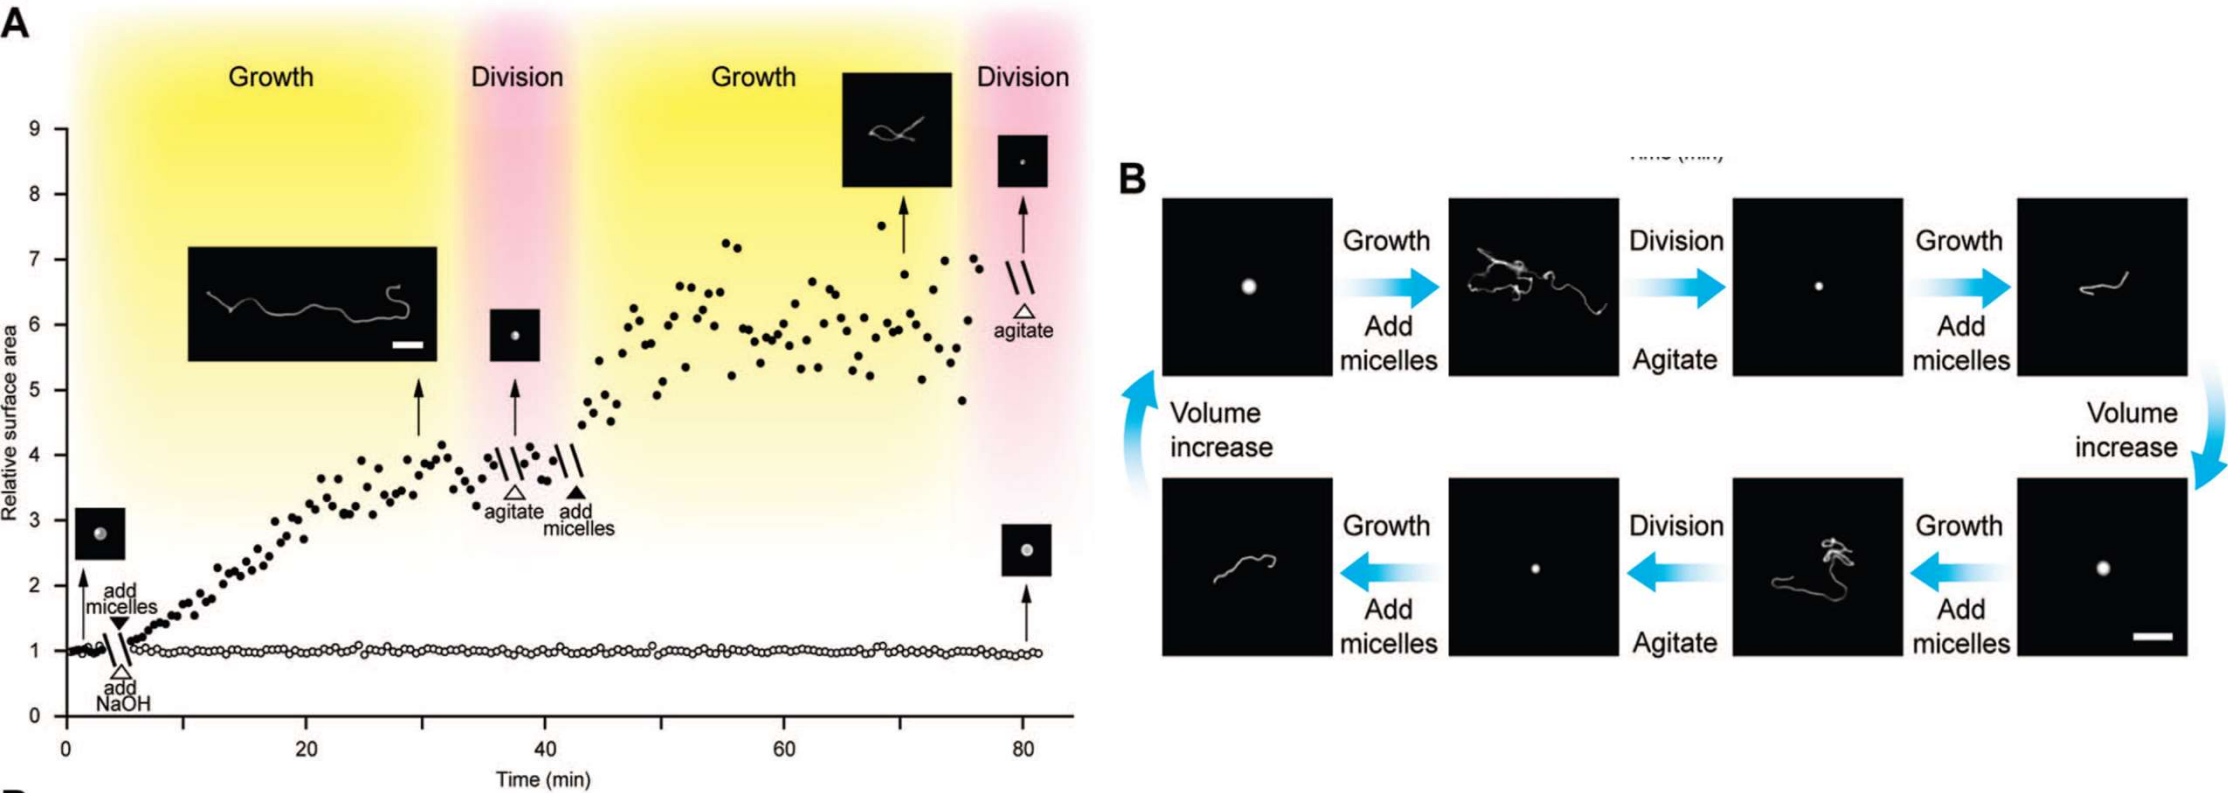 A
Growth
Division
Growth
Division
9
8
7
6
5
4
3
2
1
0
Relative surface area
add
micelles
add
NaOH
agitate
add
micelles
agitate
0
20
40
60
80
Time (min)
B
Growth
Add
micelles
Division
Agitate
Growth
Add
micelles
Volume
increase
Volume
increase
Growth
Add
micelles
Division
Agitate
Growth
Add
micelles